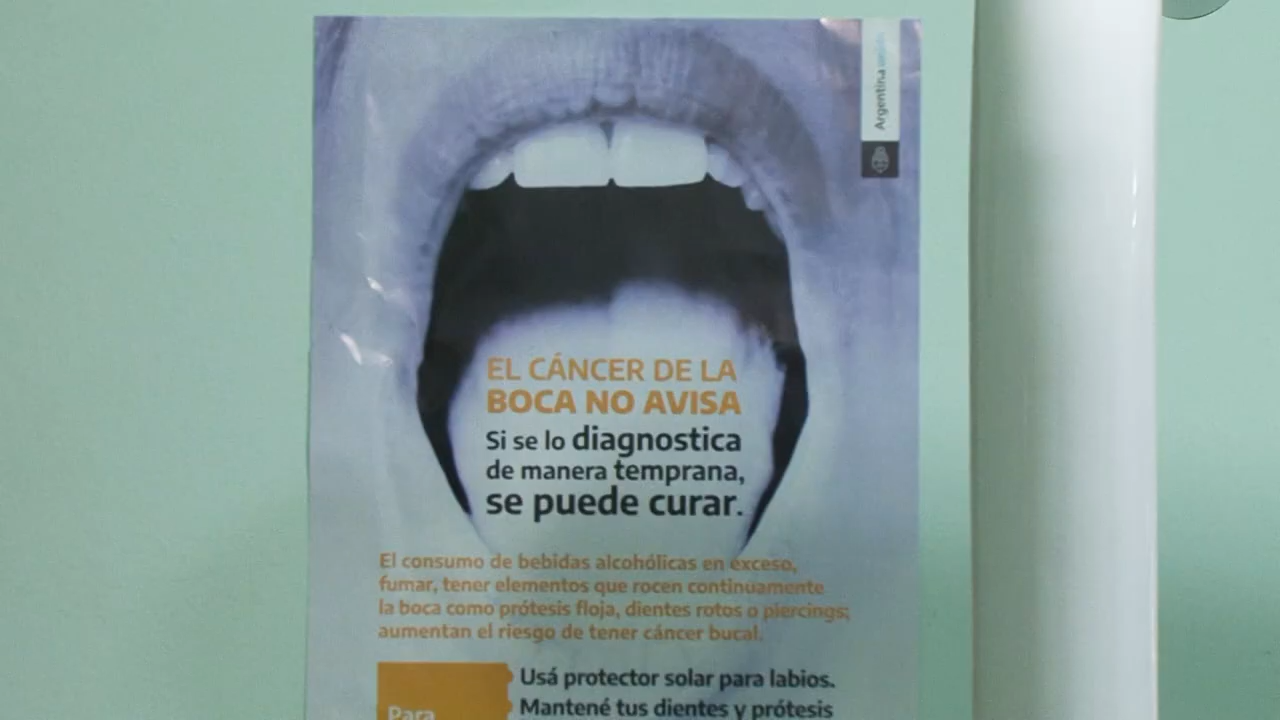 Argentina unida
EL CÁNCER DE LA
BOCA NO AVISA
Si se lo diagnostica
de manera temprana,
se puede curar.
El consumo de bebidas alcohólicas en exceso,
fumar, tener elementos que rocen continuamente
la boca como prótesis floja, dientes rotos o piercings;
aumentan el riesgo de tener cáncer bucal.
Usá protector solar para labios.
Para
Mantené tus dientes y prótesis